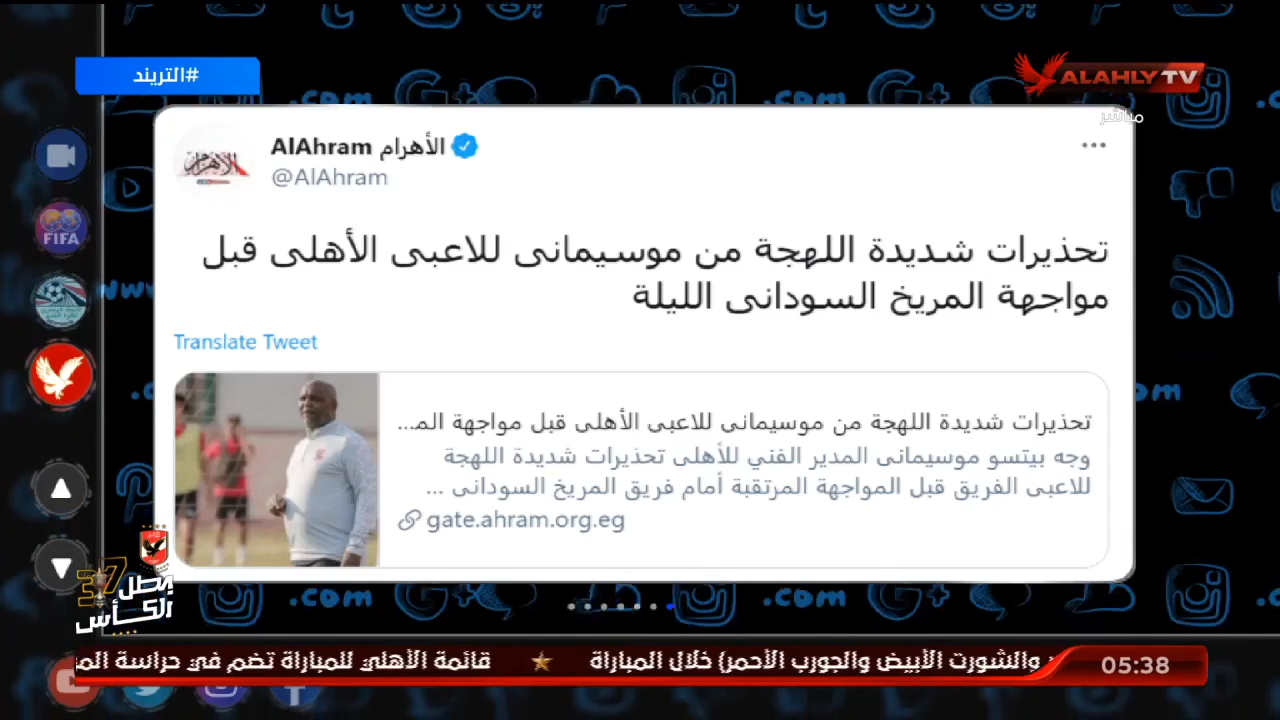 #التريند
ALAHLY TV
مباشر
AlAhram الأهرام
@AlAhram
تحذيرات شديدة اللهجة من موسيمانى للاعبى الأهلى قبل
مواجهة المريخ السودانى الليلة
Translate Tweet
تحذيرات شديدة اللهجة من موسيمانى للاعبى الأهلى قبل مواجهة المـ...
وجه بيتسو موسيمانى المدير الفني للأهلى تحذيرات شديدة اللهجة
للاعبى الفريق قبل المواجهة المرتقبة أمام فريق المريخ السودانى ...
gate.ahram.org.eg
FIFA
37
بطل
الكأس
والشورت الأبيض والجورب الأحمر) خلال المباراة
قائمة الأهلي للمباراة تضم في حراسة
05:38